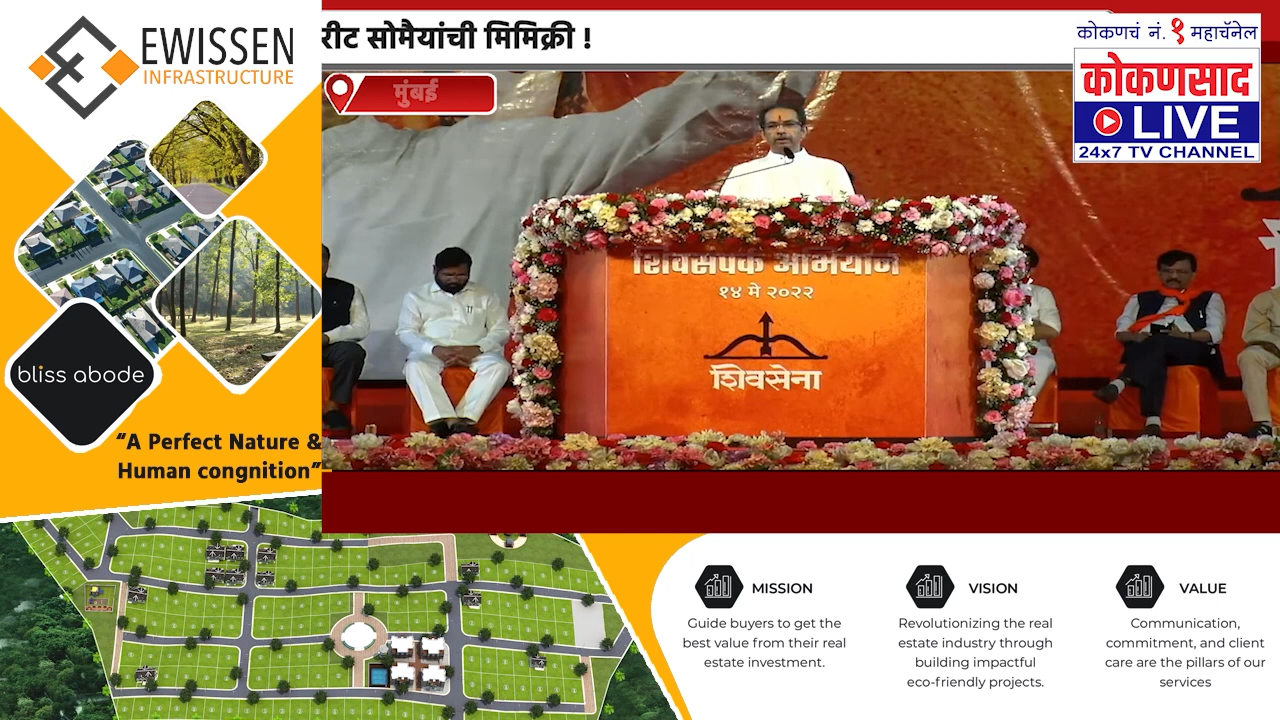 EWISSEN
INFRASTRUCTURE
रीट सोमैयांची मिमिक्री !
मुंबई
कोकणचं नं. १ महाचॅनेल
कोकणसाद
LIVE
24x7 TV CHANNEL
शिवसंपर्क अभियान
१४ मे २०२२
शिवसेना
bliss abode
“A Perfect Nature &
Human congnition”
MISSION
Guide buyers to get the
best value from their real
estate investment.
VISION
Revolutionizing the real
estate industry through
building impactful
eco-friendly projects.
VALUE
Communication,
commitment, and client
care are the pillars of our
services